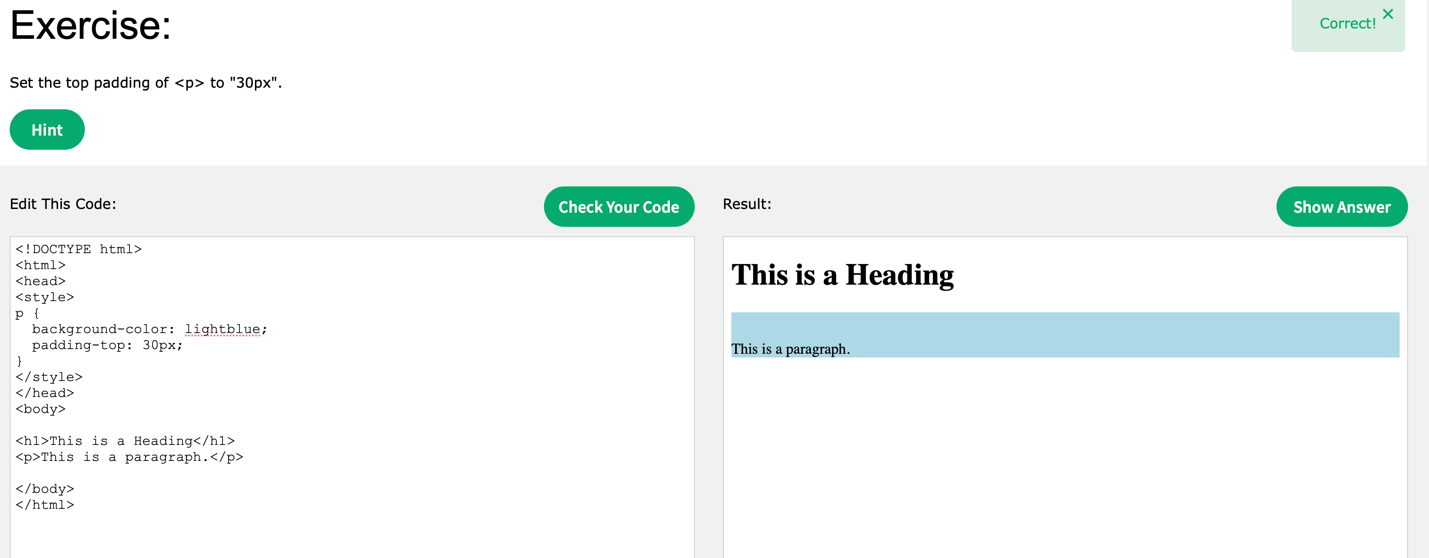 Exercise:
Correct! ×
Set the top padding of <p> to "30px".
Hint
Edit This Code:
Check Your Code
<!DOCTYPE html>
<html>
<head>
<style>
p {
  background-color: lightblue;
  padding-top: 30px;
}
</style>
</head>
<body>

<h1>This is a Heading</h1>
<p>This is a paragraph.</p>

</body>
</html>
Result:
Show Answer
This is a Heading
This is a paragraph.